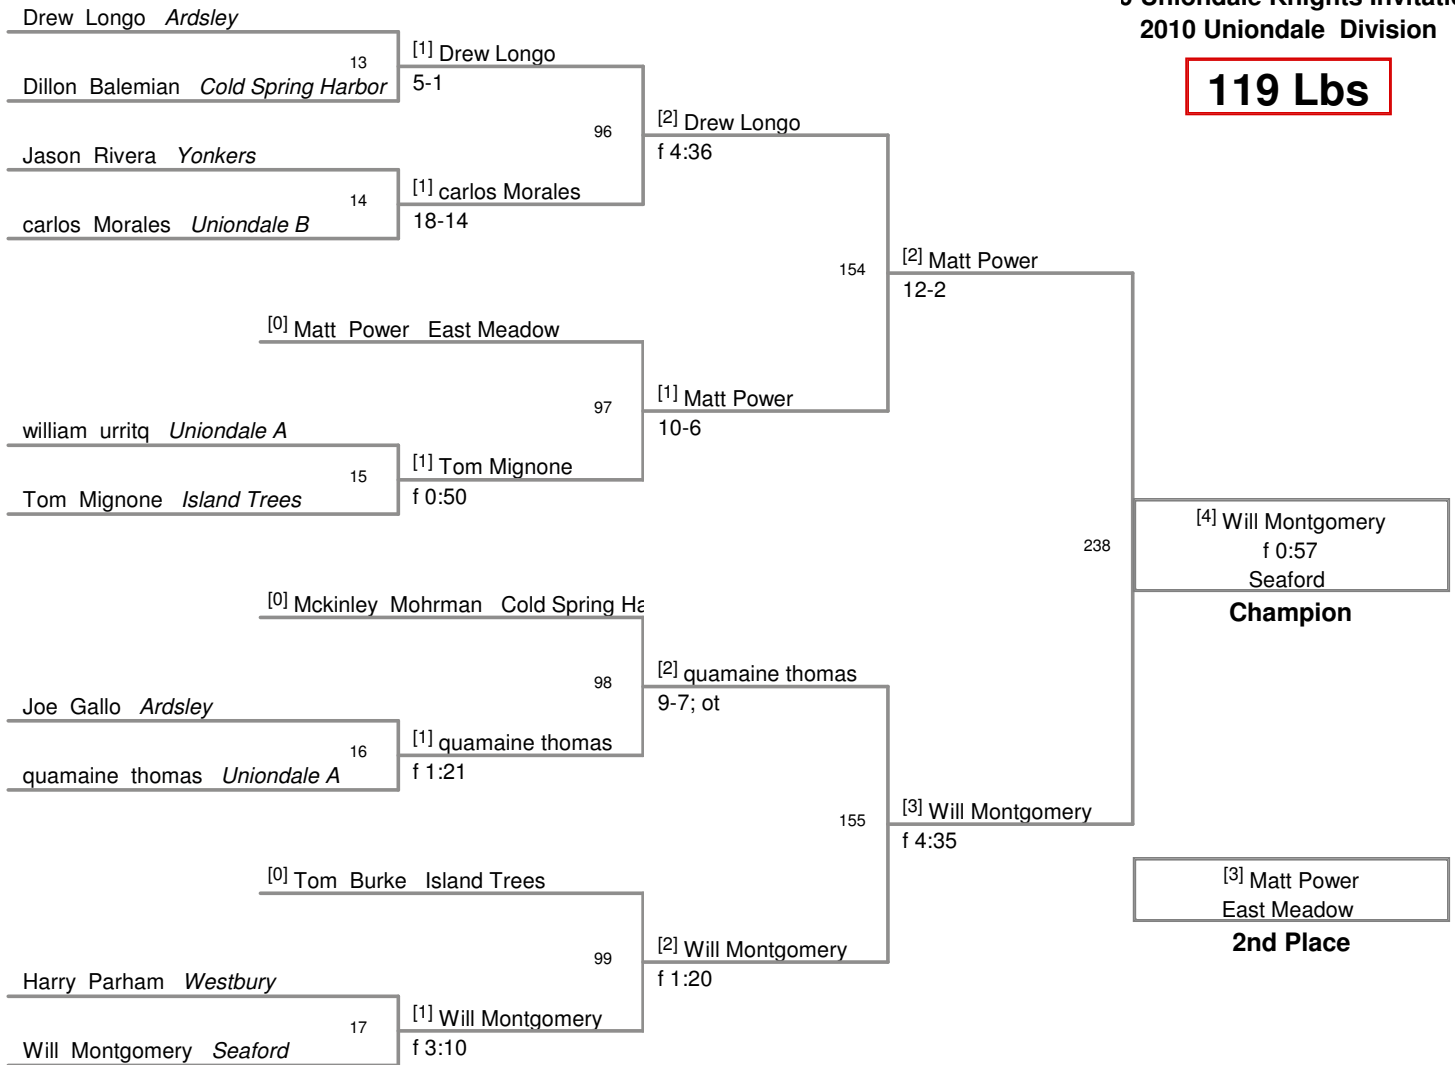 J Uniondale Knights Invitatio
2010 Uniondale Division
119 Lbs
Drew Longo Ardsley
13
Dillon Balemian Cold Spring Harbor
[1] Drew Longo
5-1
Jason Rivera Yonkers
14
carlos Morales Uniondale B
[1] carlos Morales
18-14
96
[2] Drew Longo
f 4:36
[0] Matt Power East Meadow
william urritq Uniondale A
15
Tom Mignone Island Trees
[1] Tom Mignone
f 0:50
97
[1] Matt Power
10-6
154
[2] Matt Power
12-2
[0] Mckinley Mohrman Cold Spring Ha
Joe Gallo Ardsley
16
quamaine thomas Uniondale A
[1] quamaine thomas
f 1:21
98
[2] quamaine thomas
9-7; ot
[0] Tom Burke Island Trees
Harry Parham Westbury
17
Will Montgomery Seaford
[1] Will Montgomery
f 3:10
99
[2] Will Montgomery
f 1:20
155
[3] Will Montgomery
f 4:35
238
[4] Will Montgomery
f 0:57
Seaford
Champion
[3] Matt Power
East Meadow
2nd Place